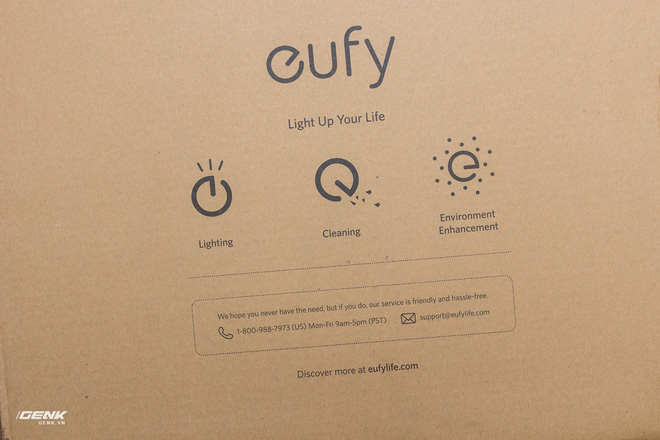 eufy
Light Up Your Life
Lighting
Cleaning
Environment
Enhancement
We hope you never have the need, but if you do, our service is friendly and hassle-free.
1-800-988-7973 (US) Mon-Fri 9am-5pm (PST) support@eufylife.com
Discover more at eufylife.com
GENK
GENK.VN